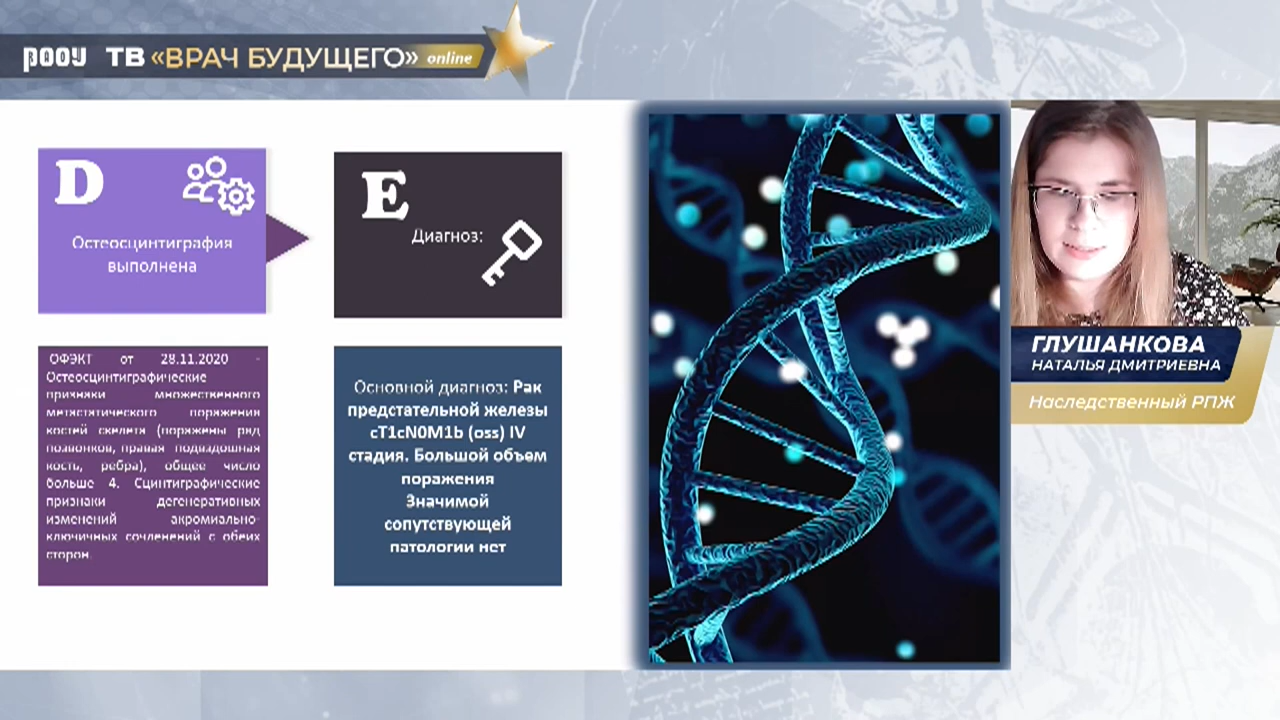 РООУ ТВ «ВРАЧ БУДУЩЕГО» online
D
Остеосцинтиграфия
выполнена
E
Диагноз:
ОФЭКТ от 28.11.2020 -
Остеосцинтиграфические
признаки множественного
метастатического поражения
костей скелета (поражены ряд
позвонков, правая подвздошная
кость, ребра), общее число
больше 4. Сцинтиграфические
признаки дегенеративных
изменений акромиально-
ключичных сочленений с обеих
сторон.
Основной диагноз: Рак
предстательной железы
cT1cN0M1b (oss) IV
стадия. Большой объем
поражения
Значимой
сопутствующей
патологии нет
ГЛУШАНКОВА
НАТАЛЬЯ ДМИТРИЕВНА
Наследственный РПЖ